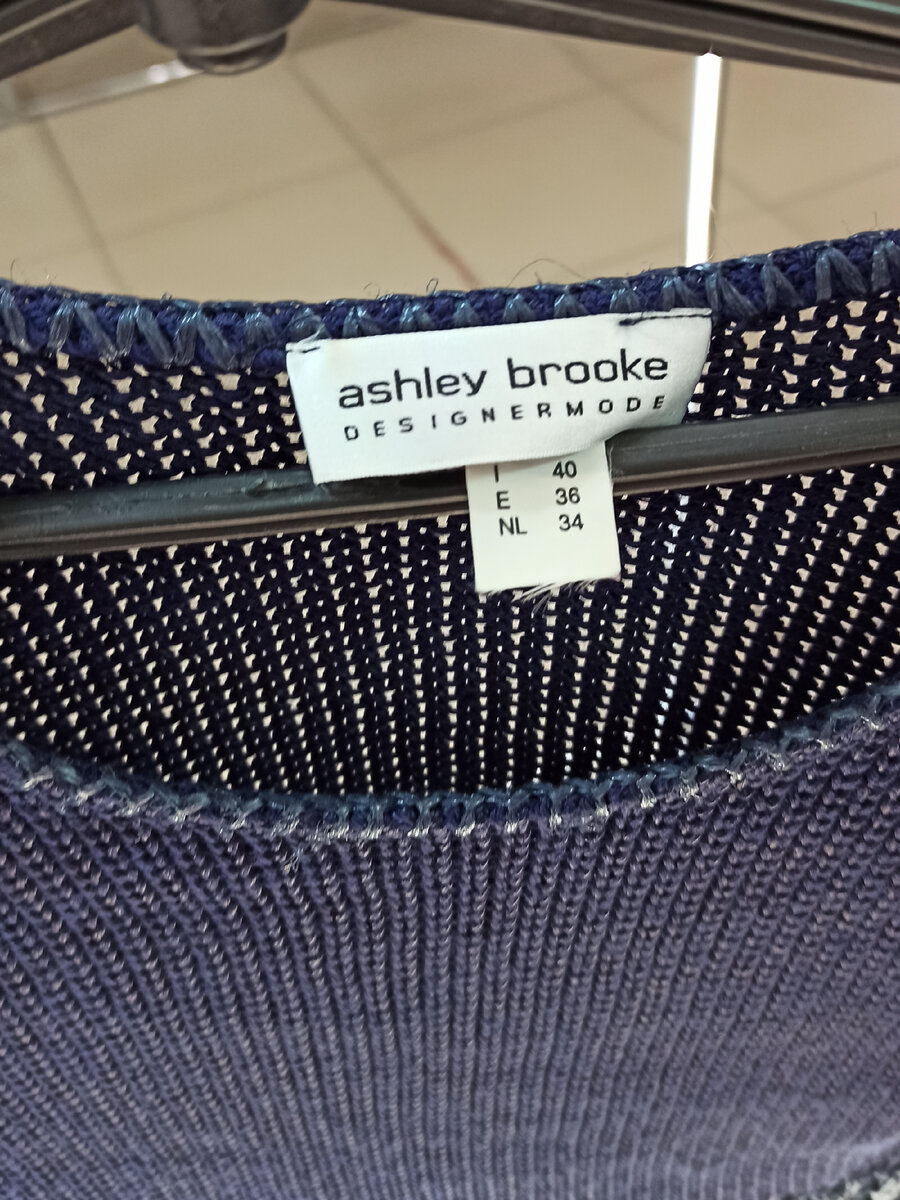 ashley brooke
DESIGNERMODE
I 40
E 36
NL 34